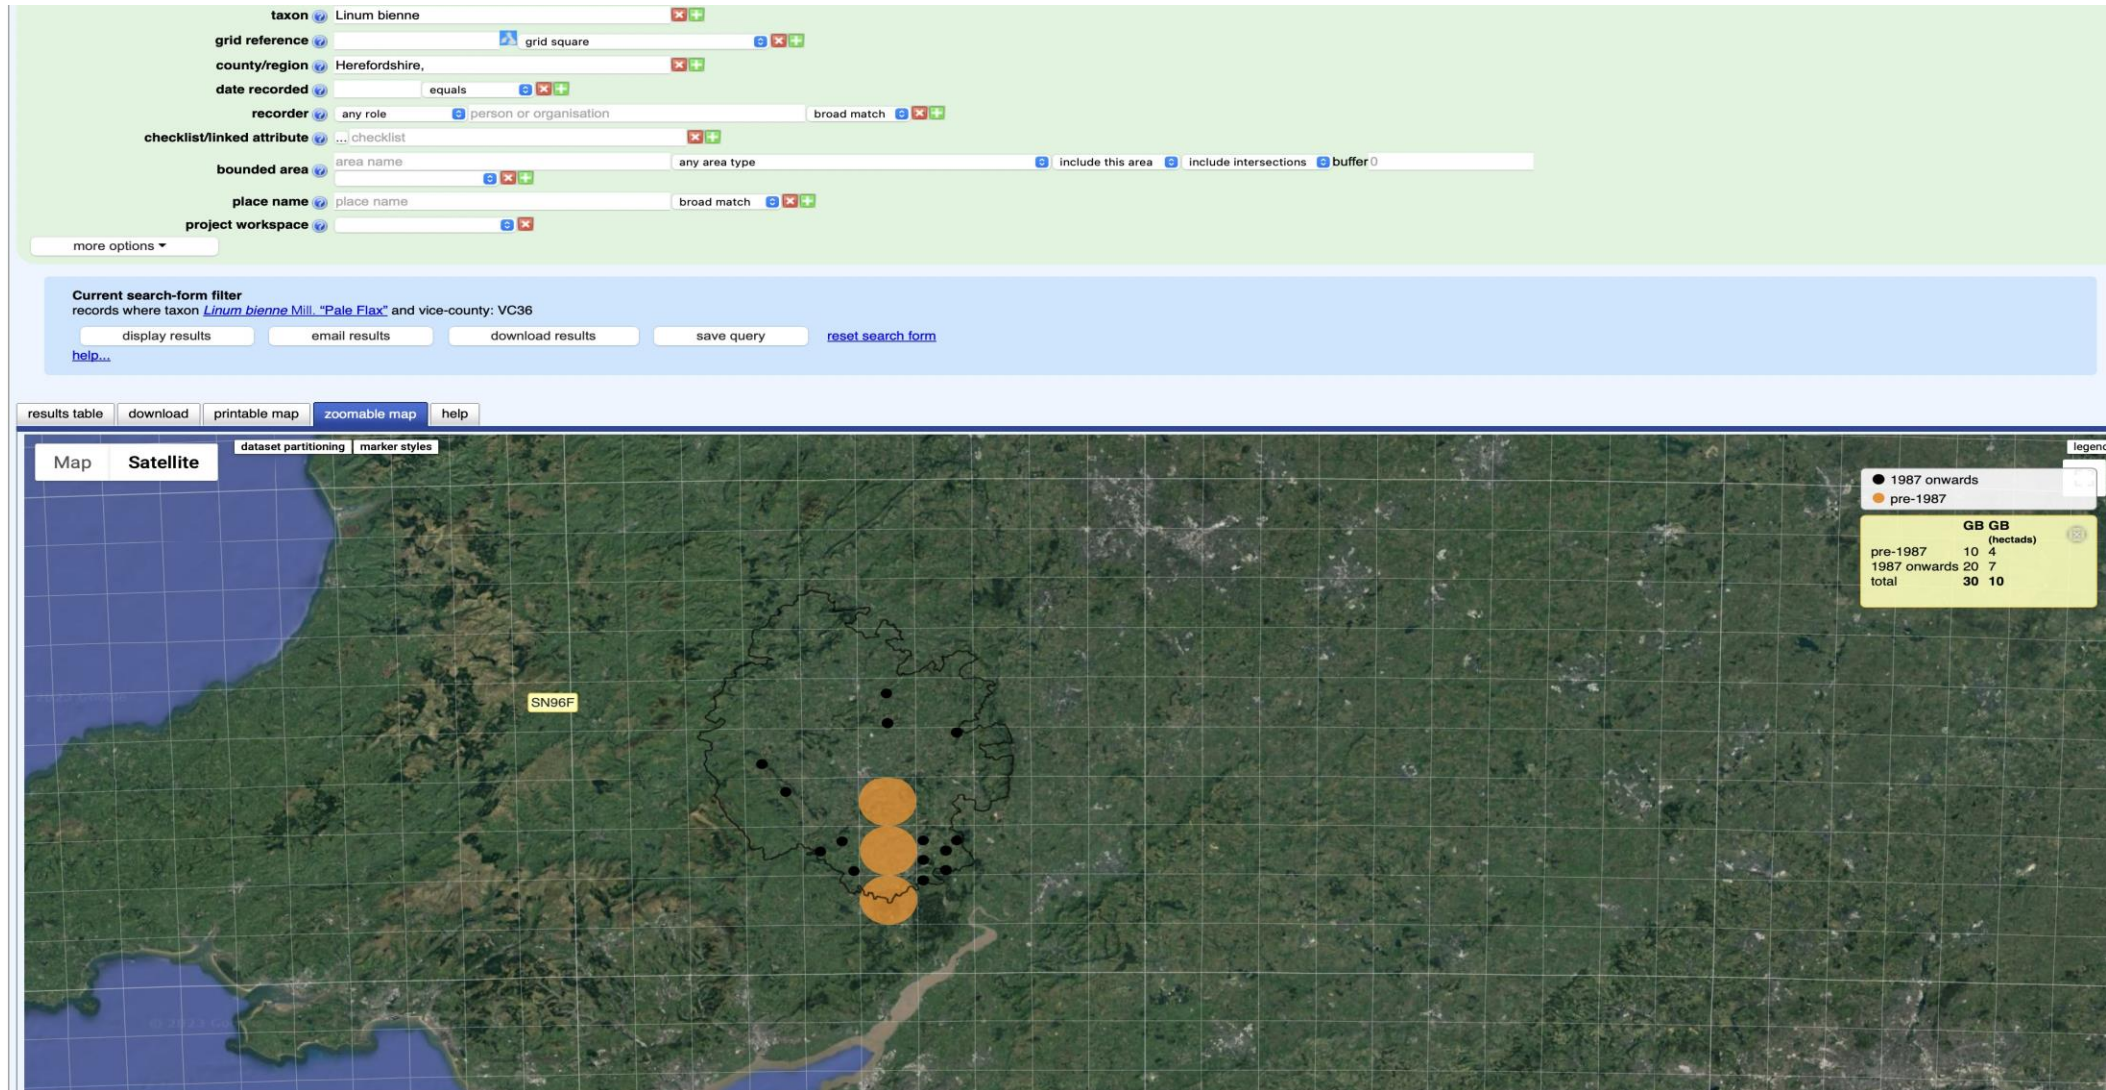 taxon Linum bienne
grid reference grid square
county/region Herefordshire,
date recorded equals
recorder any role person or organisation broad match
checklist/linked attribute ... checklist
bounded area area name any area type include this area include intersections buffer 0
place name place name broad match
project workspace
more options
Current search-form filter
records where taxon Linum bienne Mill. “Pale Flax” and vice-county: VC36
display results email results download results save query reset search form
help...
results table download printable map zoomable map help
Map Satellite dataset partitioning marker styles legend
1987 onwards
pre-1987
GB GB
(hectads)
pre-1987 10 4
1987 onwards 20 7
total 30 10
SN96F